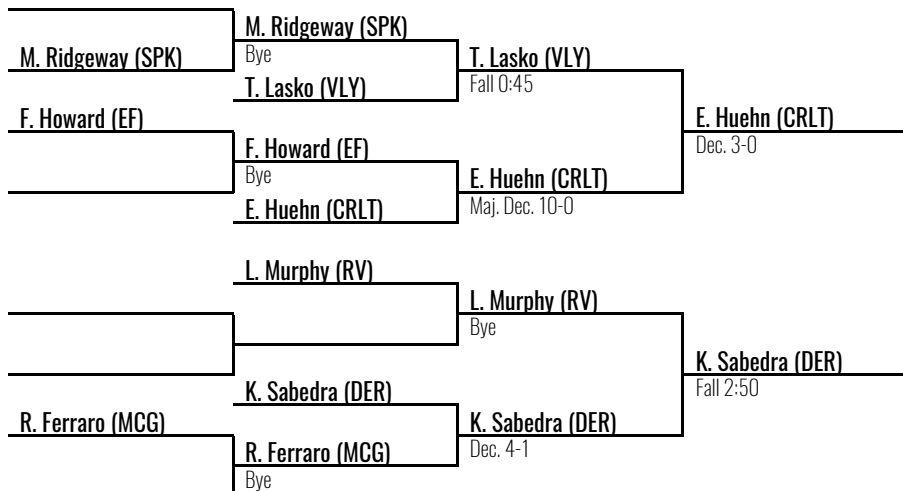 M. Ridgeway (SPK)
M. Ridgeway (SPK)
Bye
T. Lasko (VLY)
T. Lasko (VLY)
Fall 0:45
F. Howard (EF)
F. Howard (EF)
Bye
E. Huehn (CRLT)
E. Huehn (CRLT)
Maj. Dec. 10-0
E. Huehn (CRLT)
Dec. 3-0
L. Murphy (RV)
L. Murphy (RV)
Bye
K. Sabedra (DER)
R. Ferraro (MCG)
R. Ferraro (MCG)
Bye
K. Sabedra (DER)
Dec. 4-1
K. Sabedra (DER)
Fall 2:50